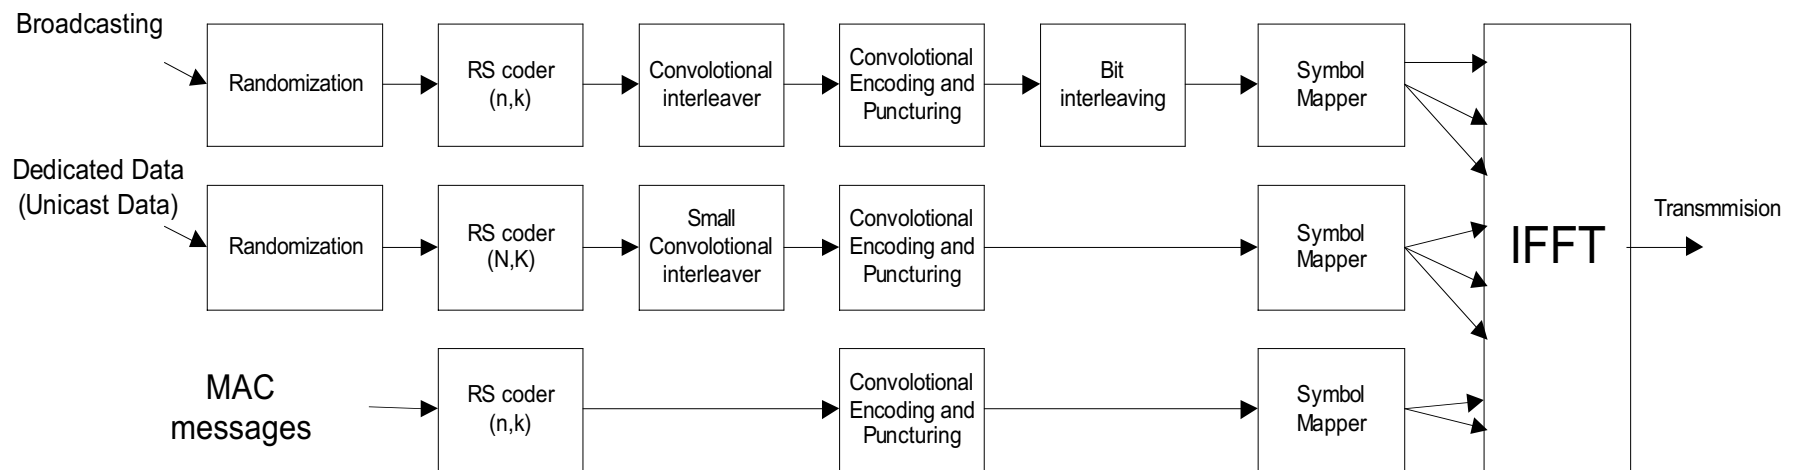 Broadcasting
Randomization
RS coder
(n,k)
Convolotional
interleaver
Convolotional
Encoding and
Puncturing
Bit
interleaving
Symbol
Mapper
Dedicated Data
(Unicast Data)
Randomization
RS coder
(N,K)
Small
Convolotional
interleaver
Convolotional
Encoding and
Puncturing
Symbol
Mapper
IFFT
Transmmision
MAC
messages
RS coder
(n,k)
Convolotional
Encoding and
Puncturing
Symbol
Mapper